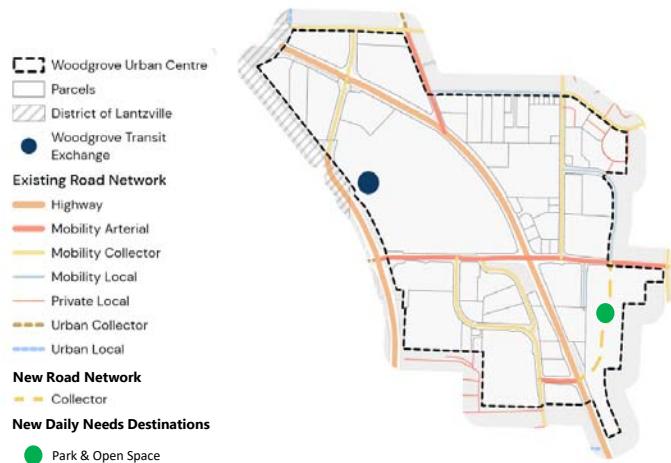 Woodgrove Urban Centre
Parcels
District of Lantzville
Woodgrove Transit
Exchange
Existing Road Network
Highway
Mobility Arterial
Mobility Collector
Mobility Local
Private Local
Urban Collector
Urban Local
New Road Network
Collector
New Daily Needs Destinations
Park & Open Space